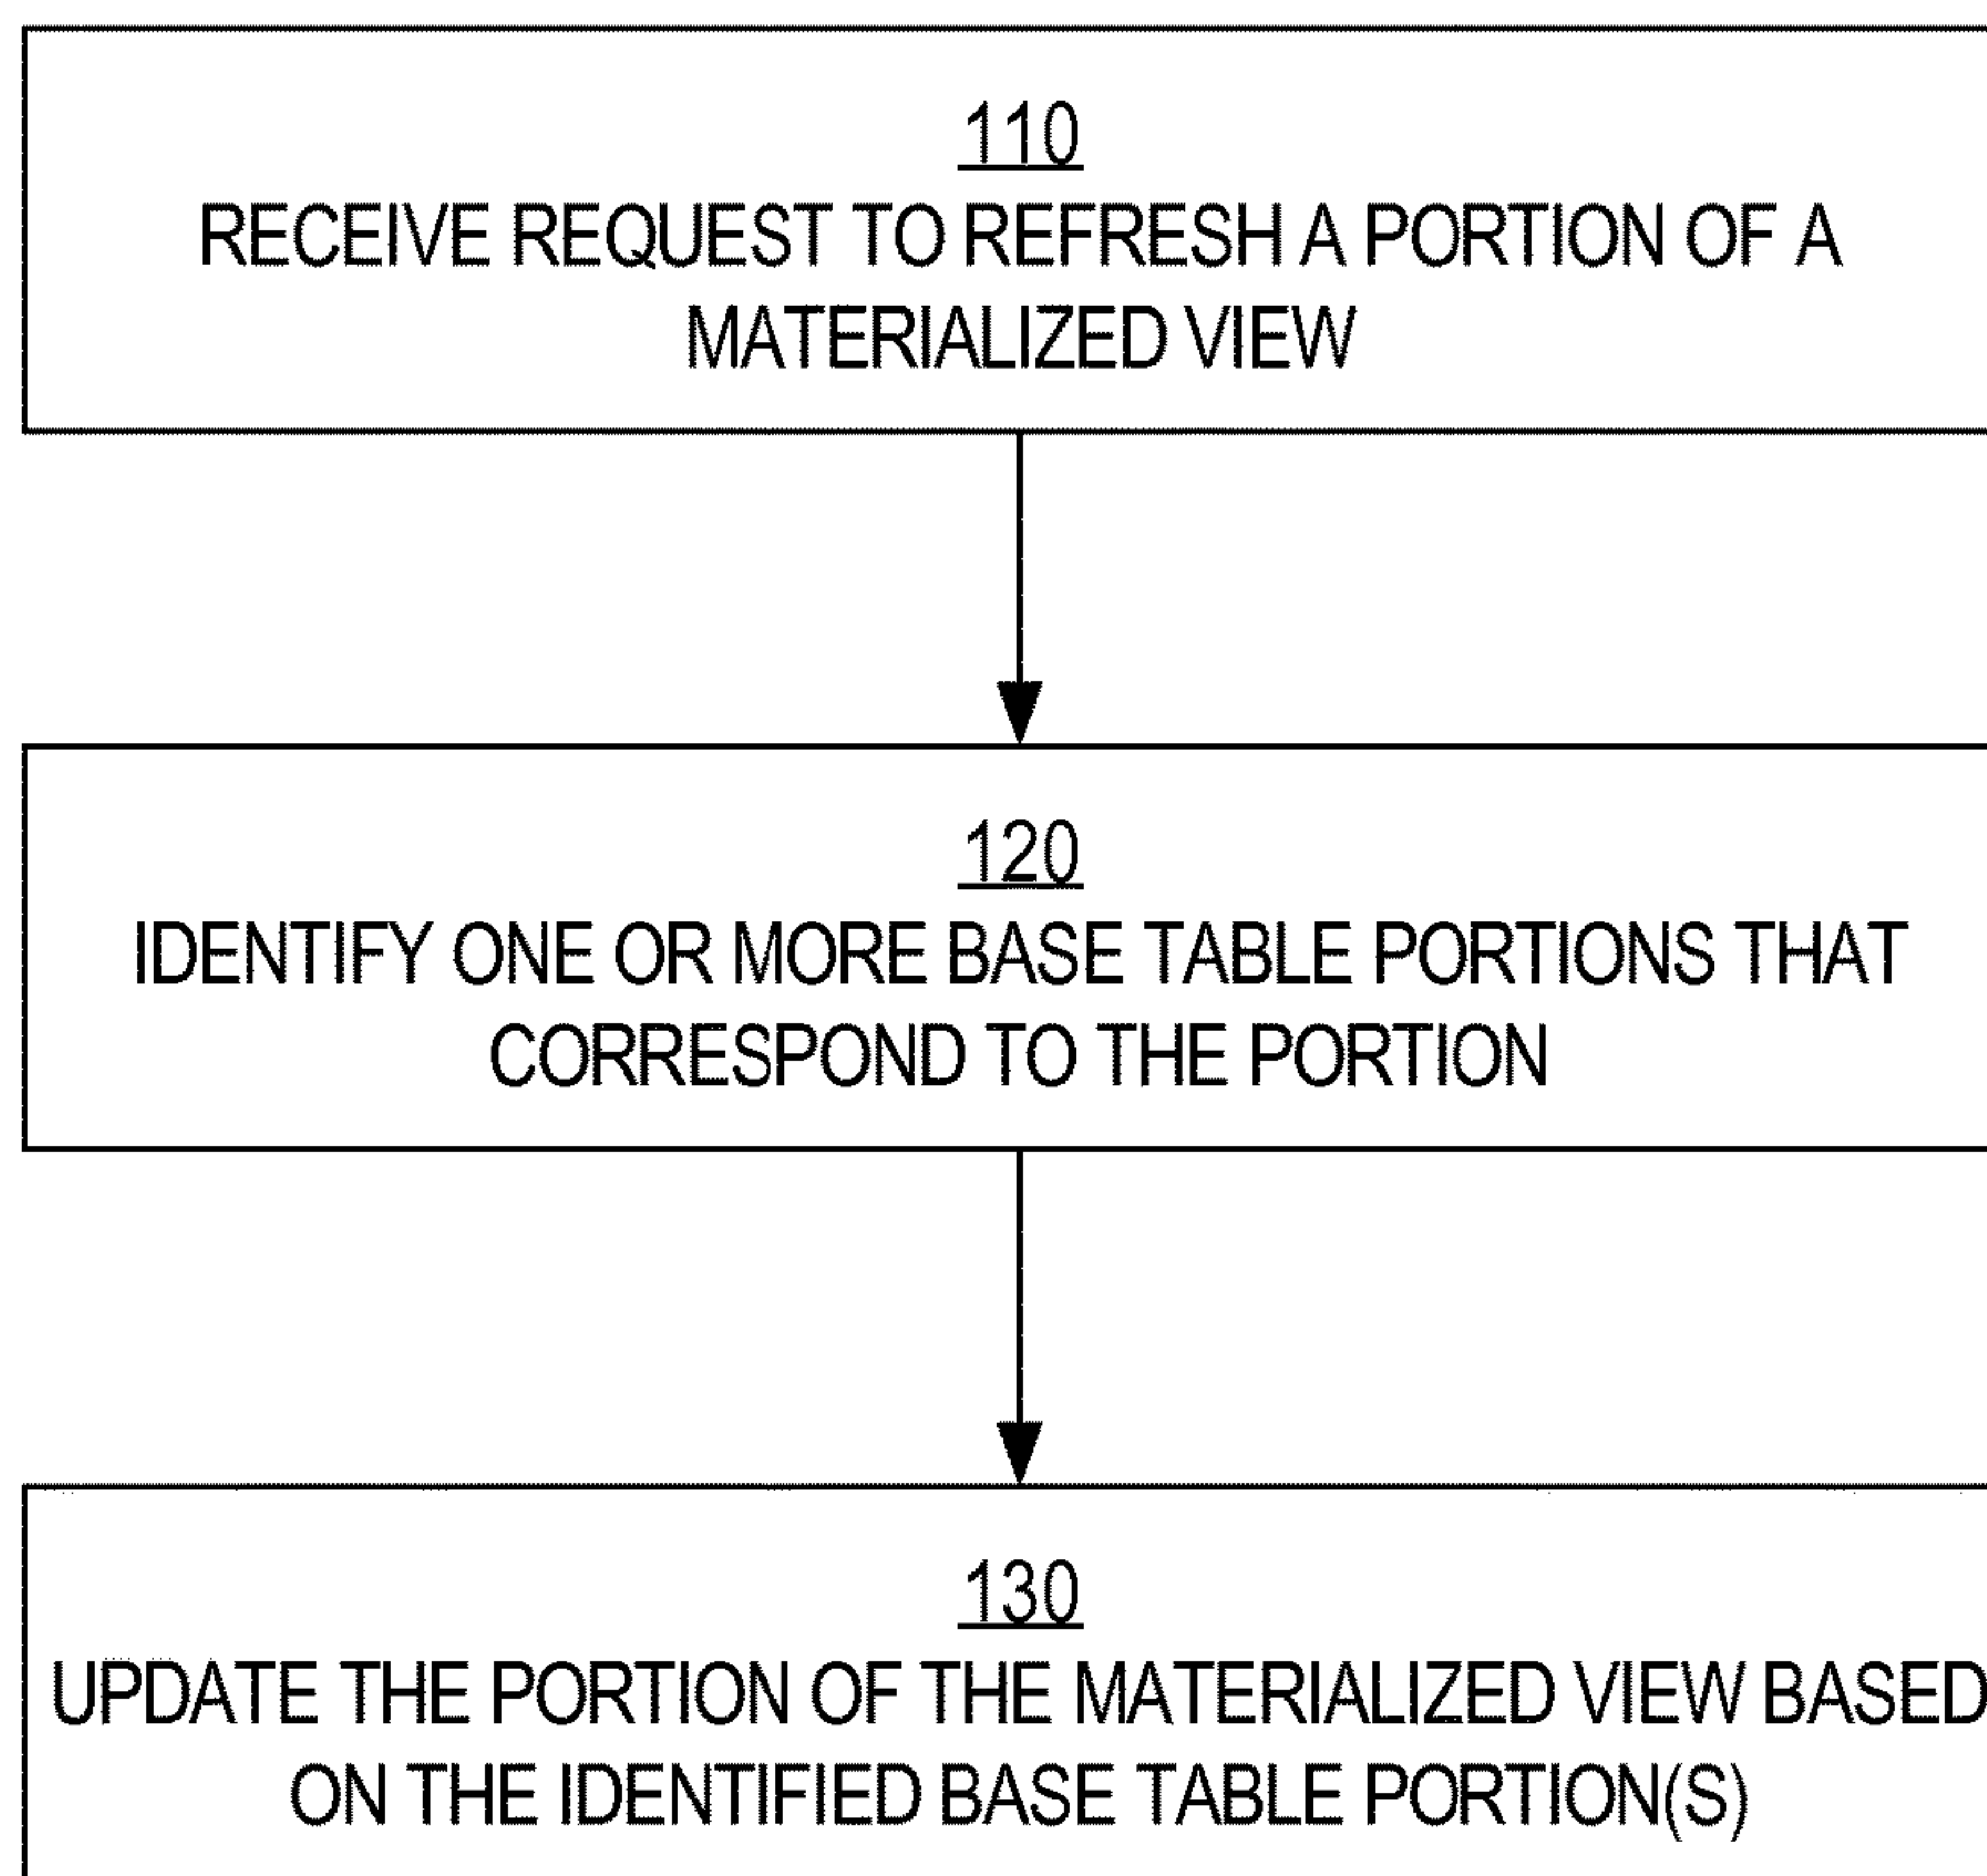 110
RECEIVE REQUEST TO REFRESH A PORTION OF A
MATERIALIZED VIEW
120
IDENTIFY ONE OR MORE BASE TABLE PORTIONS THAT
CORRESPOND TO THE PORTION
130
UPDATE THE PORTION OF THE MATERIALIZED VIEW BASED
ON THE IDENTIFIED BASE TABLE PORTION(S)